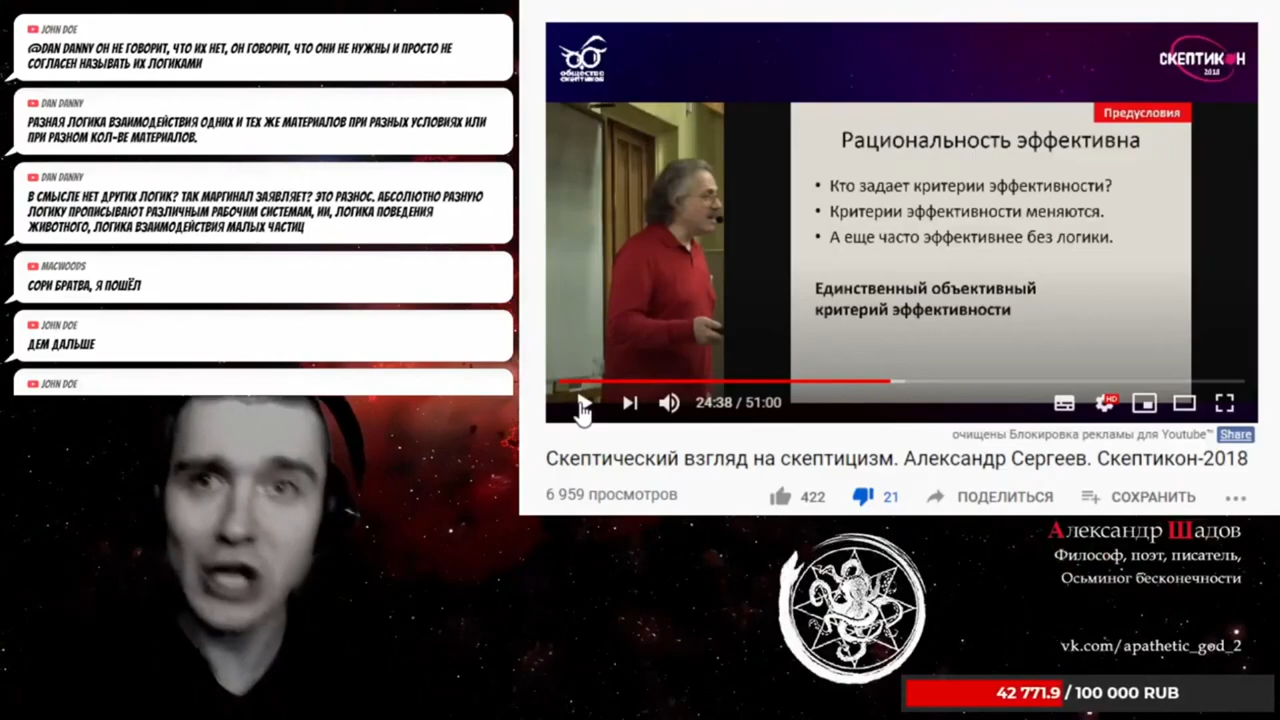 JOHN DOE
@DAN DANNY ОН НЕ ГОВОРИТ, ЧТО ИХ НЕТ, ОН ГОВОРИТ, ЧТО ОНИ НЕ НУЖНЫ И ПРОСТО НЕ
СОГЛАСЕН НАЗЫВАТЬ ИХ ЛОГИКАМИ
DAN DANNY
РАЗНАЯ ЛОГИКА ВЗАИМОДЕЙСТВИЯ ОДНИХ И ТЕХ ЖЕ МАТЕРИАЛОВ ПРИ РАЗНЫХ УСЛОВИЯХ ИЛИ
ПРИ РАЗНОМ КОЛ-ВЕ МАТЕРИАЛОВ.
DAN DANNY
В СМЫСЛЕ НЕТ ДРУГИХ ЛОГИК? ТАК МАРГИНАЛ ЗАЯВЛЯЕТ? ЭТО РАЗНОС. АБСОЛЮТНО РАЗНУЮ
ЛОГИКУ ПРОПИСЫВАЮТ РАЗЛИЧНЫМ РАБОЧИМ СИСТЕМАМ, ИИ, ЛОГИКА ПОВЕДЕНИЯ
ЖИВОТНОГО, ЛОГИКА ВЗАИМОДЕЙСТВИЯ МАЛЫХ ЧАСТИЦ
MACWOODS
СОРИ БРАТВА, Я ПОШЁЛ
JOHN DOE
ДЕМ ДАЛЬШЕ
JOHN DOE
общество
скептиков
СКЕПТИКОН
2018
Предусловия
Рациональность эффективна
• Кто задает критерии эффективности?
• Критерии эффективности меняются.
• А еще часто эффективнее без логики.
Единственный объективный
критерий эффективности
24:38 / 51:00
HD
очищены Блокировка рекламы для Youtube™ Share
Скептический взгляд на скептицизм. Александр Сергеев. Скептикон-2018
6 959 просмотров
422
21
ПОДЕЛИТЬСЯ
СОХРАНИТЬ
Александр Шадов
Философ, поэт, писатель,
Осьминог бесконечности
vk.com/apathetic_god_2
42 771.9 / 100 000 RUB